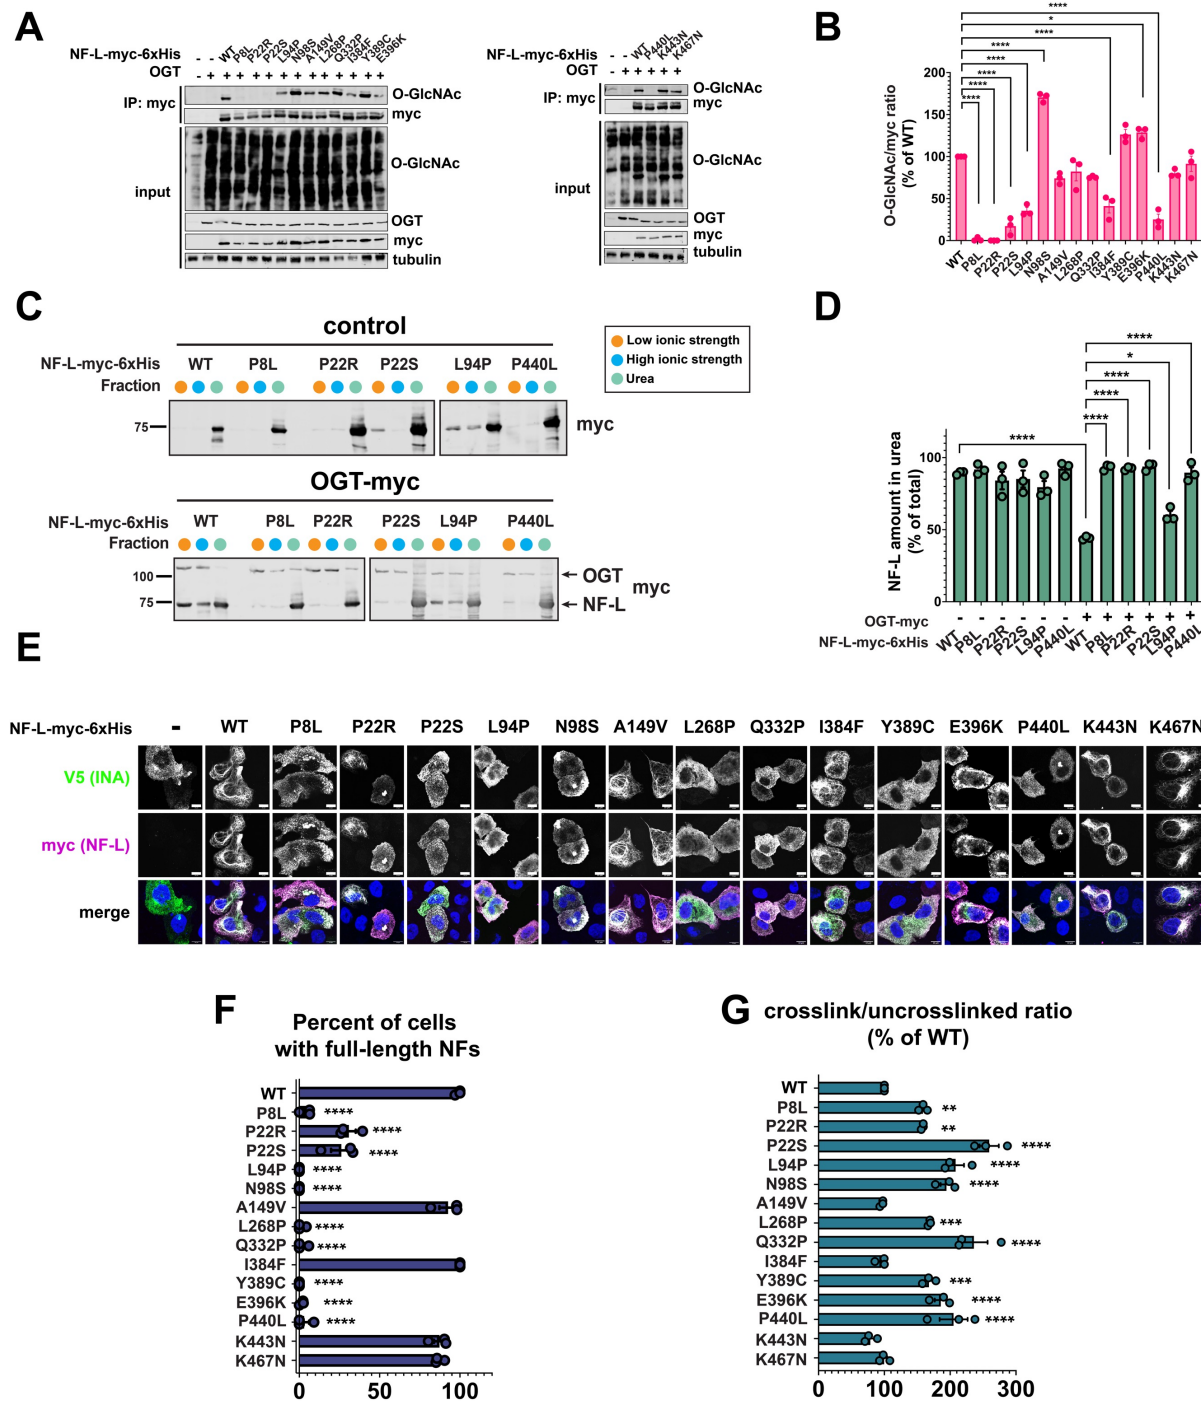 A
NF-L-myc-6xHis - - WT P8L P22R P22S L94P N98S A149V L268P Q332P I384F Y389C E396K
OGT - + + + + + + + + + + + + +
IP: myc
O-GlcNAc
myc
input
O-GlcNAc
OGT
myc
tubulin
NF-L-myc-6xHis - - WT P440L K443N K467N
OGT - + + + + +
IP: myc
O-GlcNAc
myc
input
O-GlcNAc
OGT
myc
tubulin
B
O-GlcNAc/myc ratio
(% of WT)
200
150
100
50
0
****
*
****
****
****
****
****
****
WT P8L P22R P22S L94P N98S A149V L268P Q332P I384F Y389C E396K P440L K443N K467N
C
control
NF-L-myc-6xHis WT P8L P22R P22S L94P P440L
Fraction
75
myc
Low ionic strength
High ionic strength
Urea
OGT-myc
NF-L-myc-6xHis WT P8L P22R P22S L94P P440L
Fraction
100
75
OGT
NF-L
myc
D
NF-L amount in urea
(% of total)
100
50
0
****
*
****
****
****
****
OGT-myc - - - - - - + + + + + +
NF-L-myc-6xHis WT P8L P22R P22S L94P P440L WT P8L P22R P22S L94P P440L
E
NF-L-myc-6xHis - WT P8L P22R P22S L94P N98S A149V L268P Q332P I384F Y389C E396K P440L K443N K467N
V5 (INA)
myc (NF-L)
merge
F
Percent of cells
with full-length NFs
WT
P8L ****
P22R ****
P22S ****
L94P ****
N98S ****
A149V
L268P ****
Q332P ****
I384F
Y389C ****
E396K ****
P440L ****
K443N
K467N
0 50 100
G
crosslink/uncrosslinked ratio
(% of WT)
WT
P8L **
P22R **
P22S ****
L94P ****
N98S ****
A149V
L268P ***
Q332P ****
I384F
Y389C ***
E396K ****
P440L ****
K443N
K467N
0 100 200 300